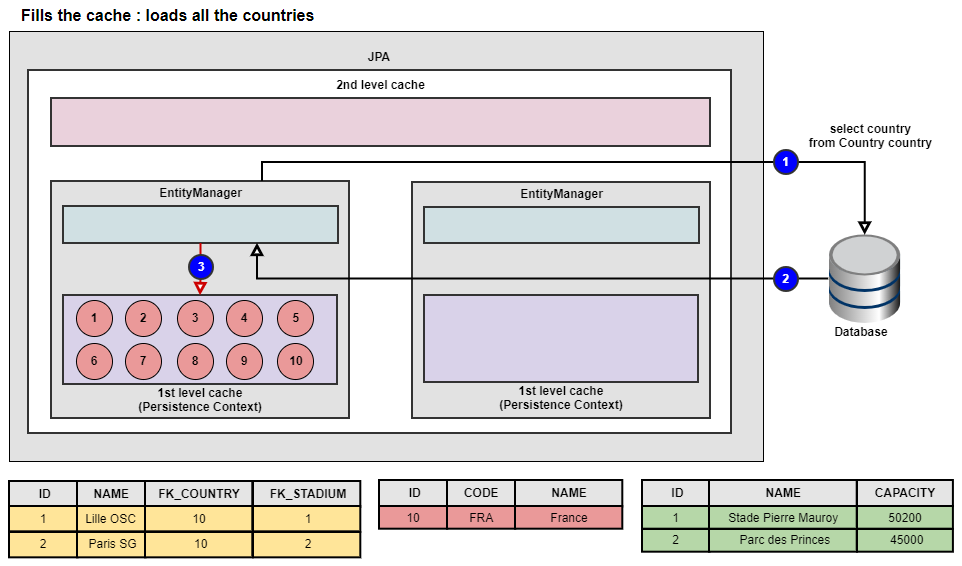 Fills the cache : loads all the countries
JPA
2nd level cache
select country
from Country country
1
EntityManager
EntityManager
3
2
1 2 3 4 5
6 7 8 9 10
Database
1st level cache
(Persistence Context)
1st level cache
(Persistence Context)
ID NAME FK_COUNTRY FK_STADIUM
1 Lille OSC 10 1
2 Paris SG 10 2
ID CODE NAME
10 FRA France
ID NAME CAPACITY
1 Stade Pierre Mauroy 50200
2 Parc des Princes 45000